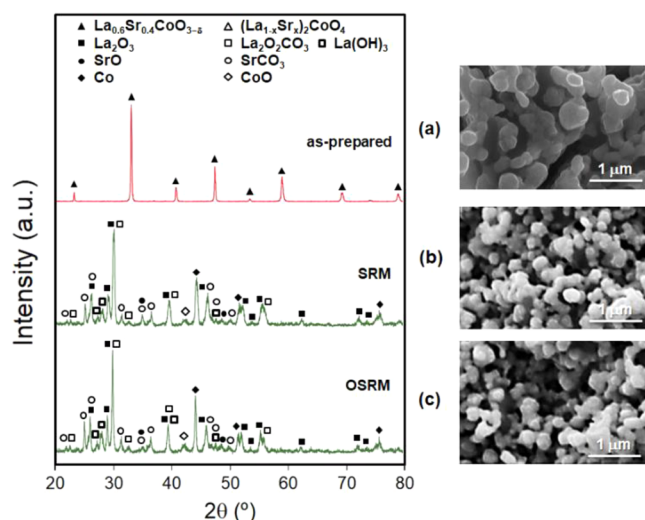 ▲ La0.6Sr0.4CoO3-δ △ (La1-xSrx)2CoO4
■ La2O3 □ La2O2CO3 □ La(OH)3
● SrO ○ SrCO3
◆ Co ◇ CoO
as-prepared
SRM
OSRM
Intensity (a.u.)
20 30 40 50 60 70 80
2θ (º)
(a)
1 μm
(b)
1 μm
(c)
1 μm